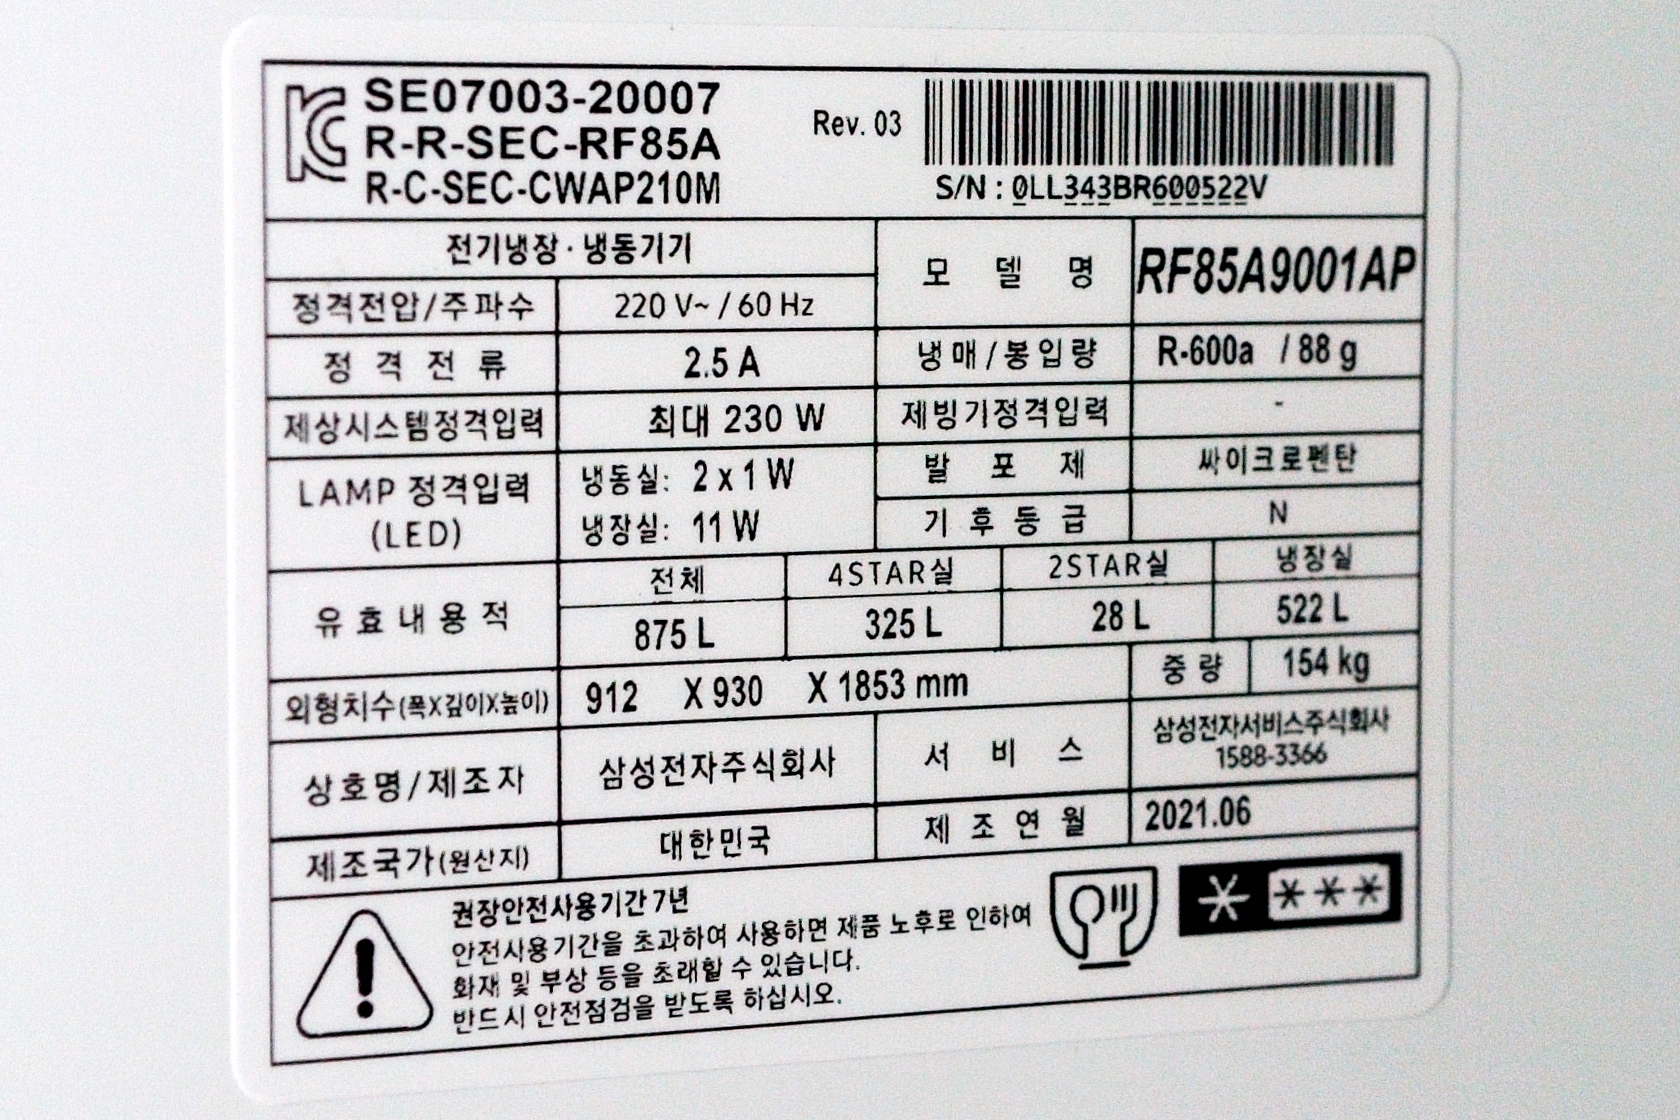 SE07003-20007
R-R-SEC-RF85A
R-C-SEC-CWAP210M
Rev. 03
S/N : 0LL343BR600522V
전기냉장·냉동기기
모 델 명 RF85A9001AP
정격전압/주파수 220 V~ / 60 Hz
정 격 전 류 2.5 A
냉매/봉입량 R-600a / 88 g
제상시스템정격입력 최대 230 W
제빙기정격입력 -
LAMP 정격입력
(LED)
냉동실: 2 x 1 W
냉장실: 11 W
발 포 제 싸이크로펜탄
기 후 등 급 N
유 효 내 용 적
전체 4STAR실 2STAR실 냉장실
875 L 325 L 28 L 522 L
외형치수(폭X깊이X높이) 912 X 930 X 1853 mm
중 량 154 kg
상호명/제조자 삼성전자주식회사
서 비 스 삼성전자서비스주식회사
1588-3366
제조국가(원산지) 대한민국
제 조 연 월 2021.06
권장안전사용기간 7년
안전사용기간을 초과하여 사용하면 제품 노후로 인하여
화재 및 부상 등을 초래할 수 있습니다.
반드시 안전점검을 받도록 하십시오.